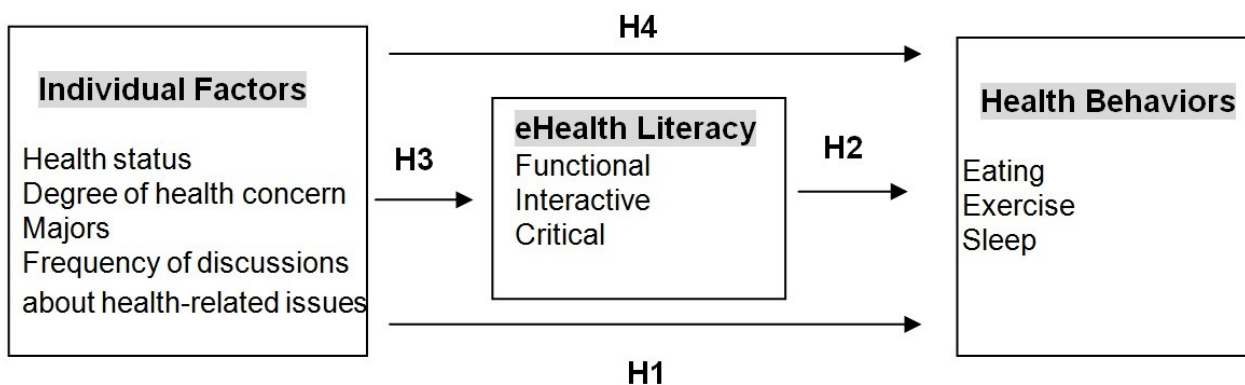 H4
Individual Factors
Health status
Degree of health concern
Majors
Frequency of discussions
about health-related issues
H3
eHealth Literacy
Functional
Interactive
Critical
H2
Health Behaviors
Eating
Exercise
Sleep
H1